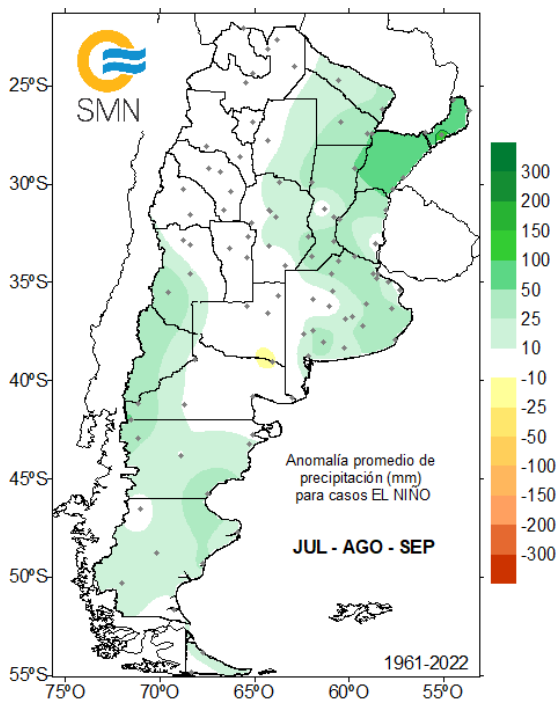 SMN
25ºS
30ºS
35ºS
40ºS
45ºS
50ºS
55ºS
75ºO
70ºO
65ºO
60ºO
55ºO
Anomalía promedio de
precipitación (mm)
para casos EL NIÑO
JUL - AGO - SEP
1961-2022
300
200
150
100
50
25
10
-10
-25
-50
-100
-150
-200
-300